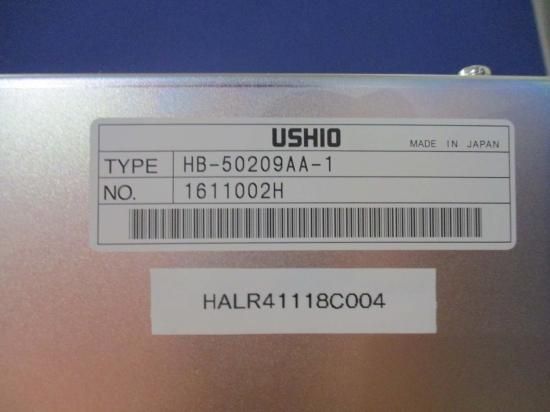 USHIO MADE IN JAPAN
TYPE HB-50209AA-1
NO. 1611002H
HALR41118C004